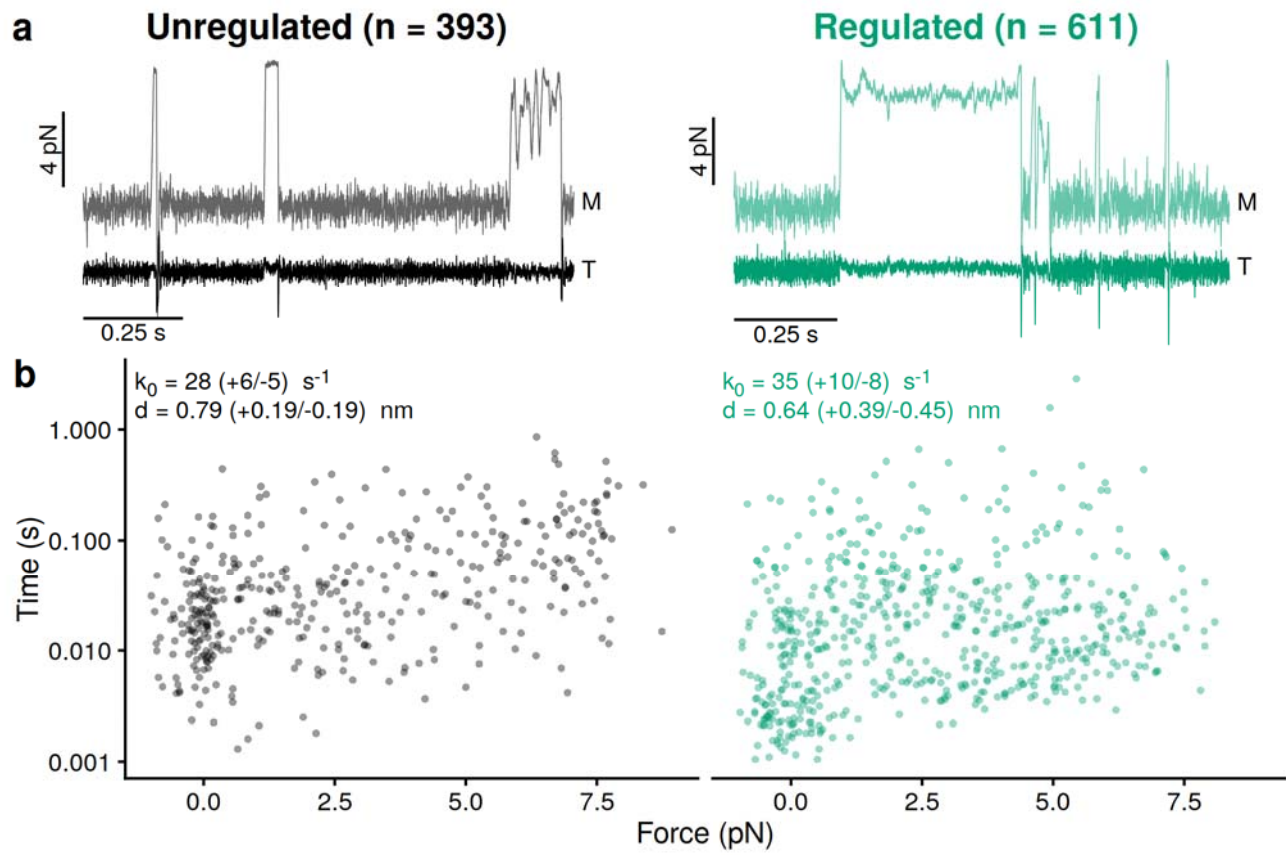 a
Unregulated (n = 393)
Regulated (n = 611)
4 pN
M
T
0.25 s
4 pN
M
T
0.25 s
b
k₀ = 28 (+6/-5) s⁻¹
d = 0.79 (+0.19/-0.19) nm
k₀ = 35 (+10/-8) s⁻¹
d = 0.64 (+0.39/-0.45) nm
Time (s)
1.000
0.100
0.010
0.001
0.0 2.5 5.0 7.5
0.0 2.5 5.0 7.5
Force (pN)